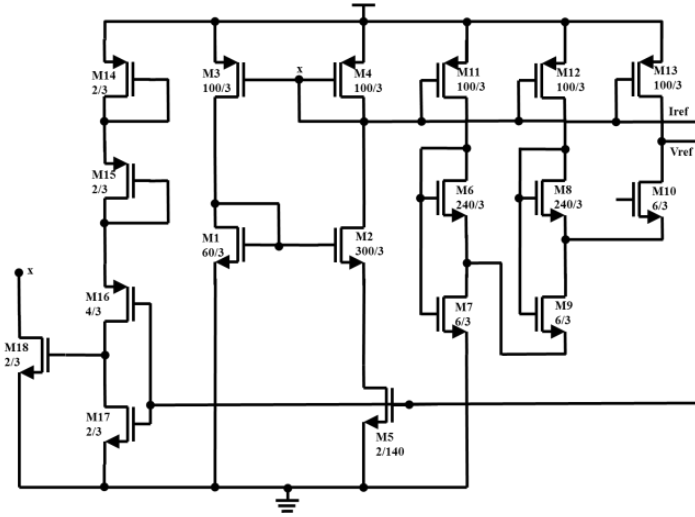 M14
2/3
M3
100/3
x
M4
100/3
M11
100/3
M12
100/3
M13
100/3
Iref
Vref
M15
2/3
M6
240/3
M8
240/3
M10
6/3
M1
60/3
M2
300/3
x
M16
4/3
M7
6/3
M9
6/3
M18
2/3
M17
2/3
M5
2/140